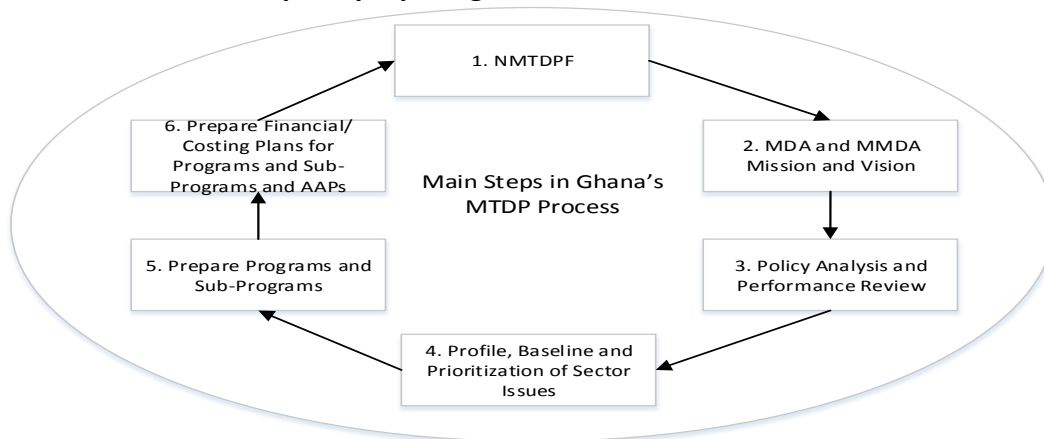 1. NMTDPF
6. Prepare Financial/
Costing Plans for
Programs and Sub-
Programs and AAPs
2. MDA and MMDA
Mission and Vision
Main Steps in Ghana's
MTDP Process
5. Prepare Programs and
Sub-Programs
3. Policy Analysis and
Performance Review
4. Profile, Baseline and
Prioritization of Sector
Issues